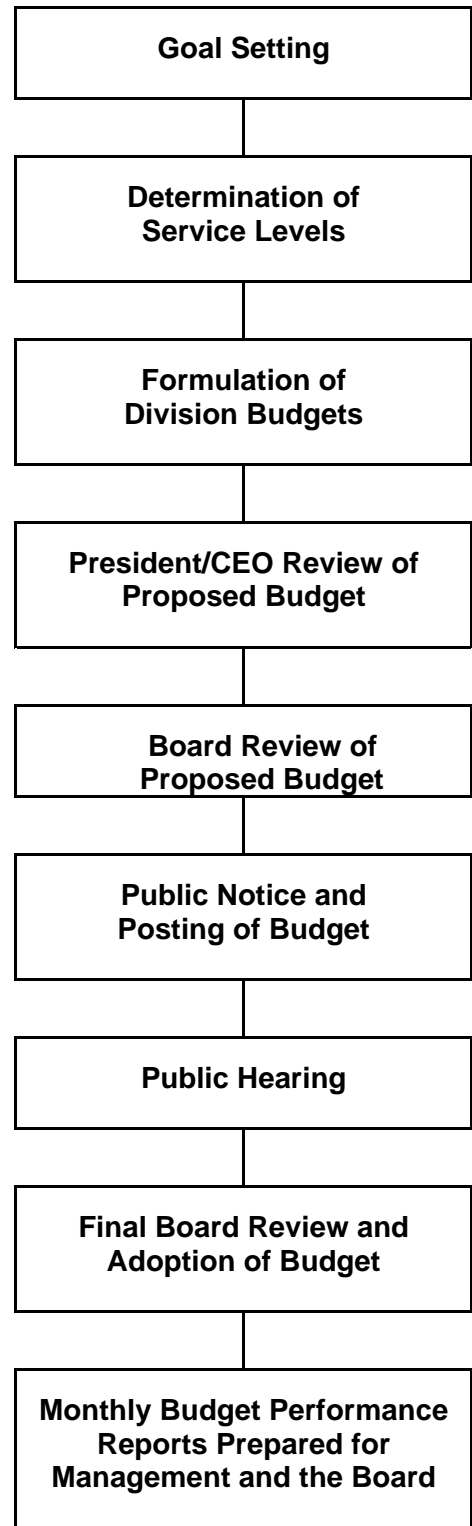 Goal Setting
Determination of
Service Levels
Formulation of
Division Budgets
President/CEO Review of
Proposed Budget
Board Review of
Proposed Budget
Public Notice and
Posting of Budget
Public Hearing
Final Board Review and
Adoption of Budget
Monthly Budget Performance
Reports Prepared for
Management and the Board